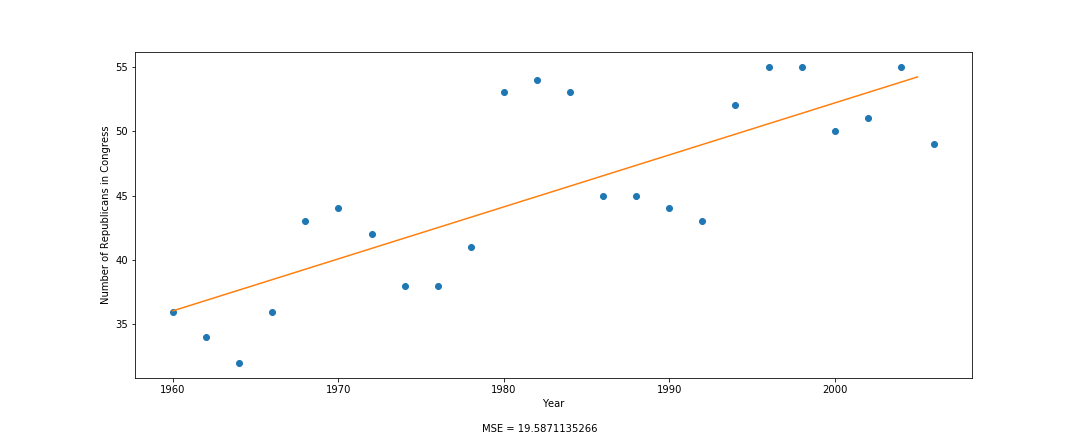 55
50
45
40
35
Number of Republicans in Congress
1960 1970 1980 1990 2000
Year
MSE = 19.5871135266